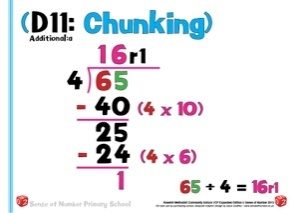 (D11: Chunking)
Additional:a
16r1
4)65
- 40 (4 x 10)
25
- 24 (4 x 6)
1
65 ÷ 4 = 16r1
Sense of Number Primary School